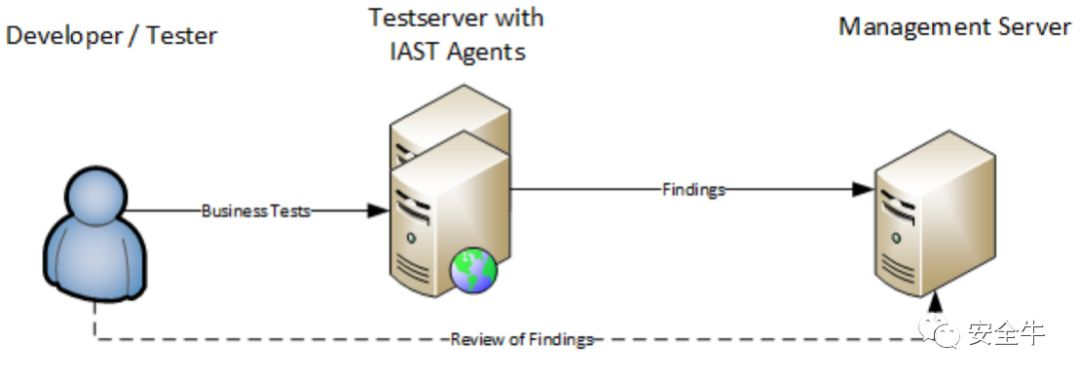 Developer / Tester
Testserver with
IAST Agents
Management Server
Business Tests
Findings
Review of Findings
安全牛